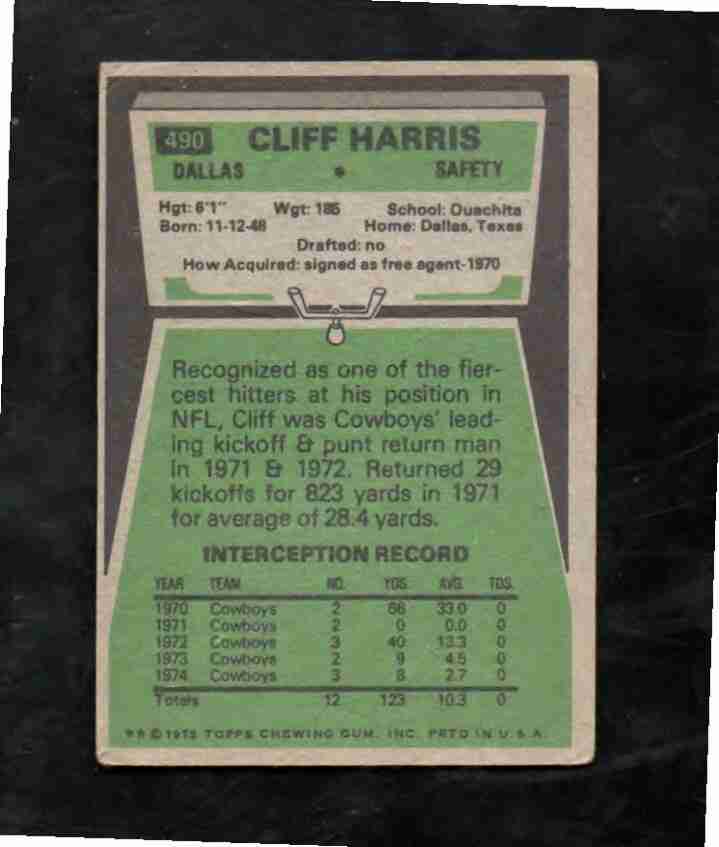 490 CLIFF HARRIS
DALLAS • SAFETY
Hgt: 6'1" Wgt: 185 School: Ouachita
Born: 11-12-48 Home: Dallas, Texas
Drafted: no
How Acquired: signed as free agent-1970
Recognized as one of the fier-
cest hitters at his position in
NFL, Cliff was Cowboys' lead-
ing kickoff & punt return man
in 1971 & 1972. Returned 29
kickoffs for 823 yards in 1971
for average of 28.4 yards.
INTERCEPTION RECORD
YEAR TEAM NO. YDS. AVG. TDS.
1970 Cowboys 2 66 33.0 0
1971 Cowboys 2 0 0.0 0
1972 Cowboys 3 40 13.3 0
1973 Cowboys 2 9 4.5 0
1974 Cowboys 3 8 2.7 0
Totals 12 123 10.3 0
** © 1975 TOPPS CHEWING GUM, INC. PRTD IN U.S.A.